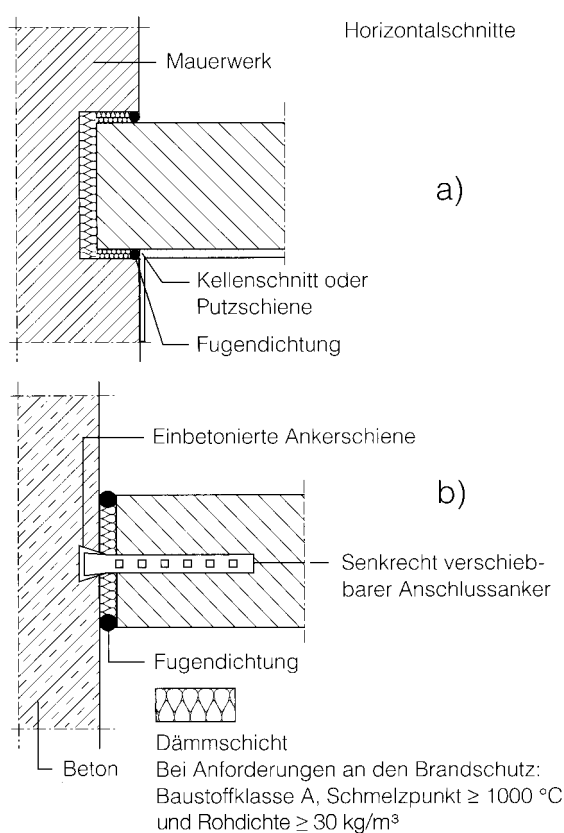 Horizontalschnitte
Mauerwerk
a)
Kellenschnitt oder
Putzschiene
Fugendichtung
Einbetonierte Ankerschiene
b)
Senkrecht verschieb-
barer Anschlussanker
Fugendichtung
Dämmschicht
Beton
Bei Anforderungen an den Brandschutz:
Baustoffklasse A, Schmelzpunkt ≥ 1000 °C
und Rohdichte ≥ 30 kg/m³